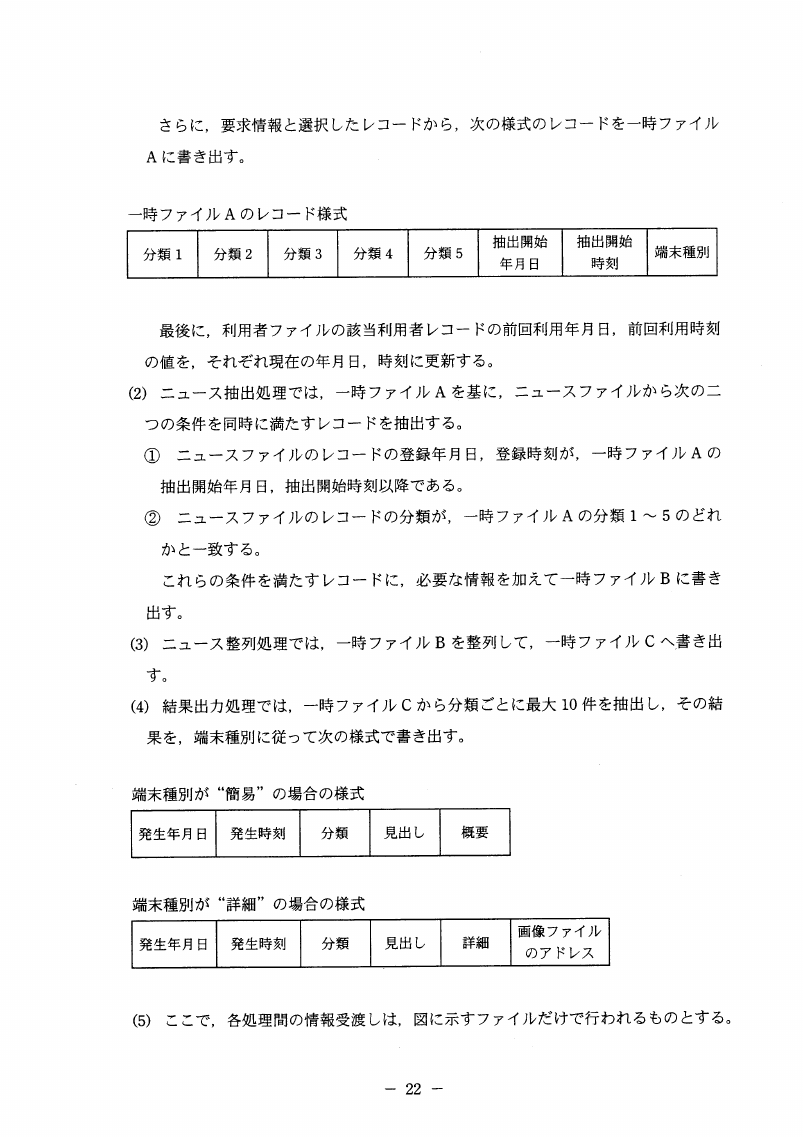 さらに，要求情報と選択したレコードから，次の様式のレコードを一時ファイル
Aに書き出す。
一時ファイル A のレコード様式
分類 1 分類 2 分類 3 分類 4 分類 5 抽出開始年月日 抽出開始時刻 端末種別
最後に，利用者ファイルの該当利用者レコードの前回利用年月日，前回利用時刻
の値を，それぞれ現在の年月日，時刻に更新する。
(2) ニュース抽出処理では，一時ファイル A を基に，ニュースファイルから次の二
つの条件を同時に満たすレコードを抽出する。
① ニュースファイルのレコードの登録年月日，登録時刻が，一時ファイル A の
抽出開始年月日，抽出開始時刻以降である。
② ニュースファイルのレコードの分類が，一時ファイル A の分類 1 ～ 5 のどれ
かと一致する。
これらの条件を満たすレコードに，必要な情報を加えて一時ファイル B に書き
出す。
(3) ニュース整列処理では，一時ファイル B を整列して，一時ファイル C へ書き出
す。
(4) 結果出力処理では，一時ファイル C から分類ごとに最大 10 件を抽出し，その結
果を，端末種別に従って次の様式で書き出す。
端末種別が“簡易”の場合の様式
発生年月日 発生時刻 分類 見出し 概要
端末種別が“詳細”の場合の様式
発生年月日 発生時刻 分類 見出し 詳細 画像ファイルのアドレス
(5) ここで，各処理間の情報受渡しは，図に示すファイルだけで行われるものとする。
－ 22 －